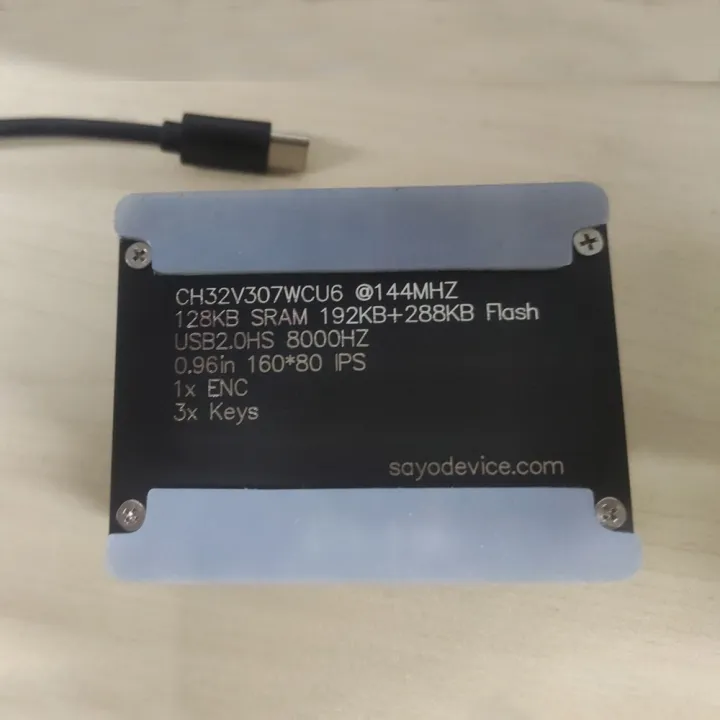 CH32V307WCU6 @144MHZ
128KB SRAM 192KB+288KB Flash
USB2.0HS 8000HZ
0.96in 160*80 IPS
1x ENC
3x Keys
sayodevice.com